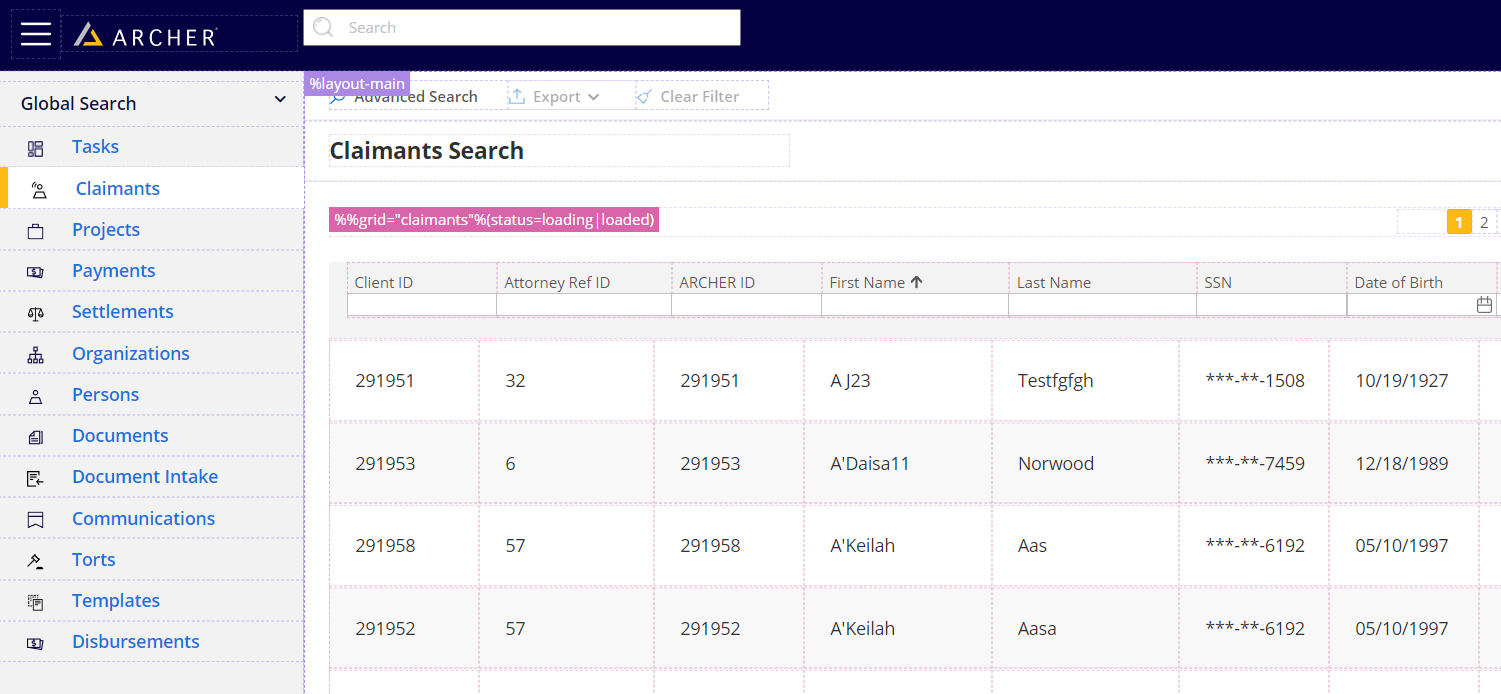 ARCHER
Search
%layout-main
Global Search
Advanced Search Export Clear Filter
Tasks
Claimants
Projects
Payments
Settlements
Organizations
Persons
Documents
Document Intake
Communications
Torts
Templates
Disbursements
Claimants Search
%%grid="claimants"%(status=loading|loaded)
1 2
Client ID Attorney Ref ID ARCHER ID First Name Last Name SSN Date of Birth
291951 32 291951 A J23 Testfgfgh ***-**-1508 10/19/1927
291953 6 291953 A'Daisa11 Norwood ***-**-7459 12/18/1989
291958 57 291958 A'Keilah Aas ***-**-6192 05/10/1997
291952 57 291952 A'Keilah Aasa ***-**-6192 05/10/1997